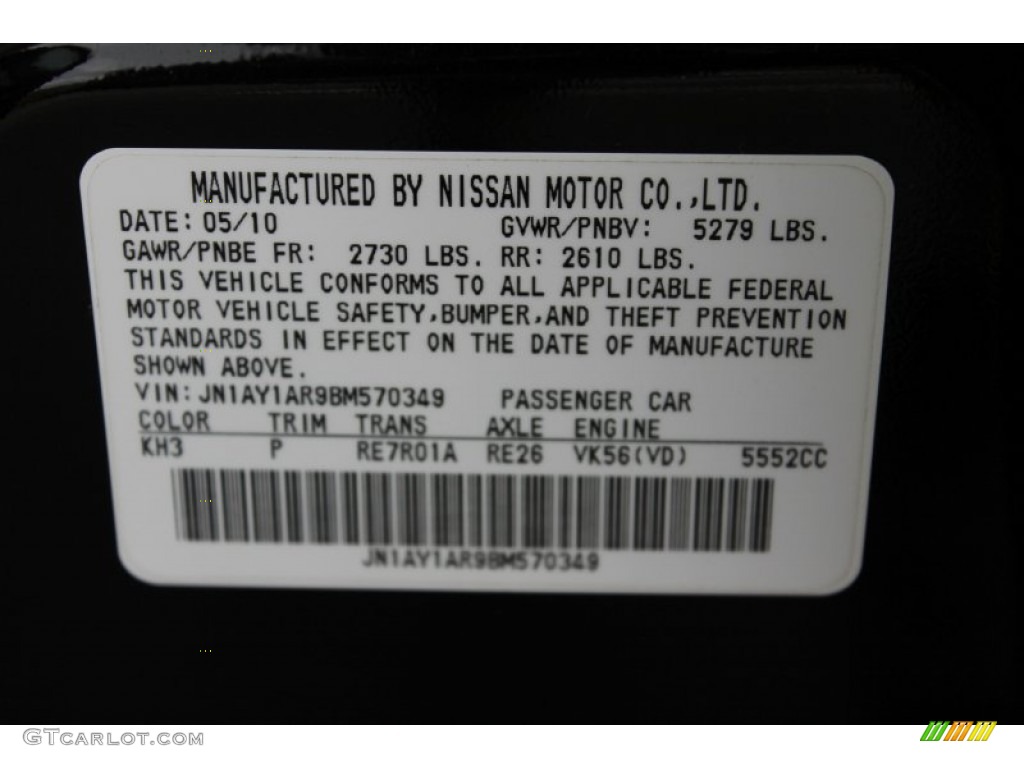 MANUFACTURED BY NISSAN MOTOR CO.,LTD.
DATE: 05/10 GVWR/PNBV: 5279 LBS.
GAWR/PNBE FR: 2730 LBS. RR: 2610 LBS.
THIS VEHICLE CONFORMS TO ALL APPLICABLE FEDERAL
MOTOR VEHICLE SAFETY,BUMPER,AND THEFT PREVENTION
STANDARDS IN EFFECT ON THE DATE OF MANUFACTURE
SHOWN ABOVE.
VIN: JN1AY1AR9BM570349 PASSENGER CAR
COLOR TRIM TRANS AXLE ENGINE
KH3 P RE7R01A RE26 VK56(VD) 5552CC
JN1AY1AR9BM570349
GTCARLOT.COM